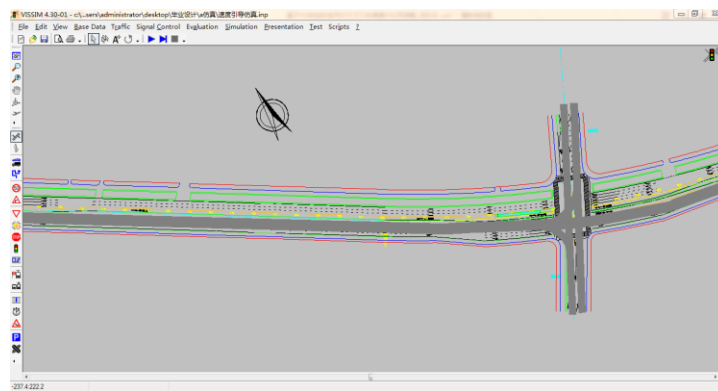 VISSIM 4.30-01 - c:\...sers\administrator\desktop\毕业设计\a仿真\速度引导仿真.inp
File Edit View Base Data Traffic Signal Control Evaluation Simulation Presentation Test Scripts ?
-237.4:222.2